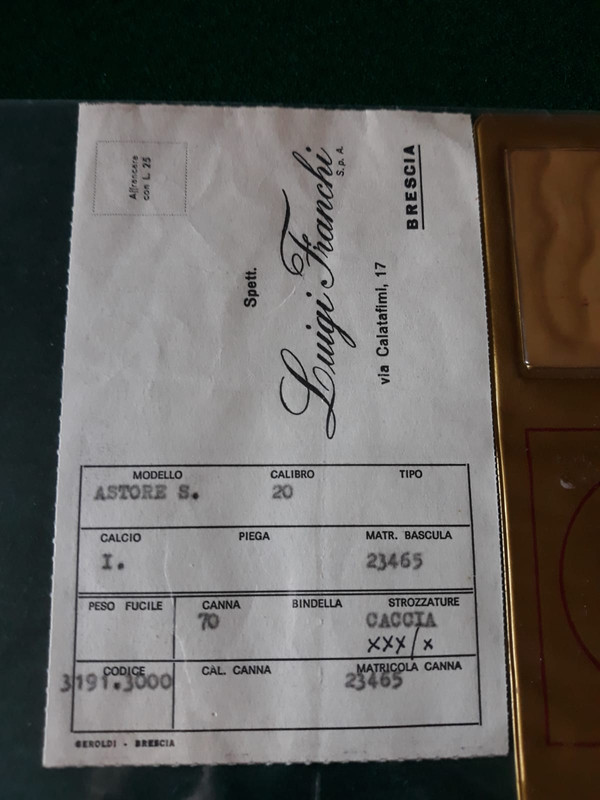 Affrancare
con L. 25
Spett.
Luigi Franchi
S. p. A.
via Calatafimi, 17
BRESCIA
MODELLO CALIBRO TIPO
ASTORE S. 20
CALCIO PIEGA MATR. BASCULA
I. 23465
PESO FUCILE CANNA BINDELLA STROZZATURE
70 CACCIA
xxx/x
CODICE CAL. CANNA MATRICOLA CANNA
3191.3000 23465
GEROLDI - BRESCIA